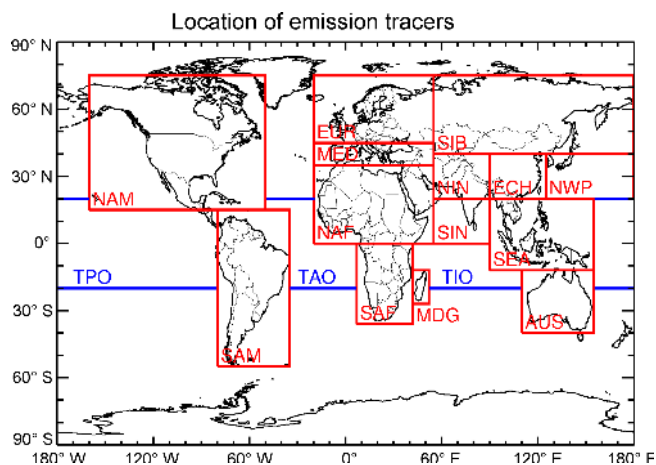 Location of emission tracers
90° N
60° N
30° N
0°
30° S
60° S
90° S
EUR
SIB
MED
NAM
NAF
NIN
ECH
NWP
SIN
SEA
TPO
TAO
TIO
SAM
SAF
MDG
AUS
180° W
120° W
60° W
0°
60° E
120° E
180° E